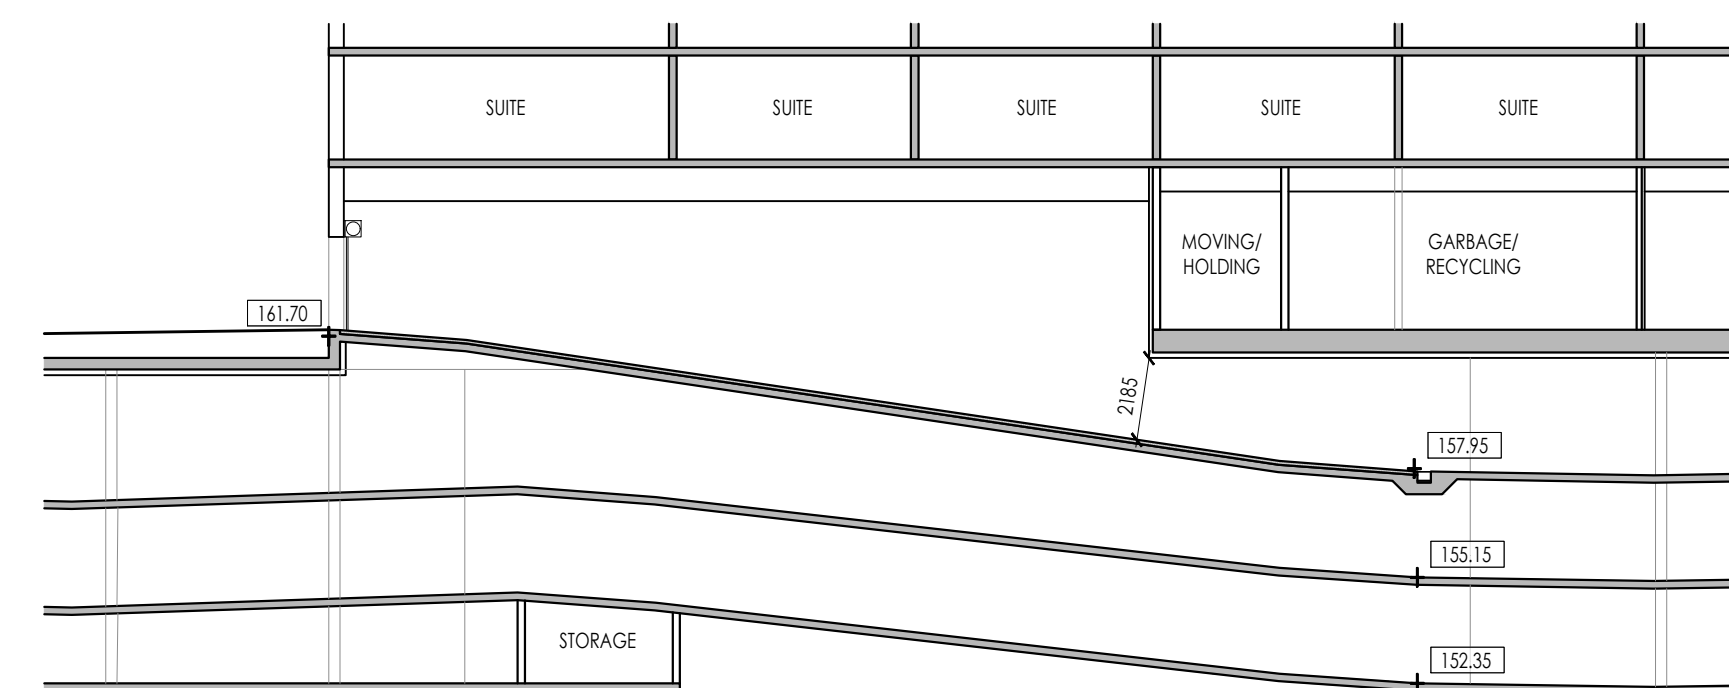 SUITE
SUITE
SUITE
SUITE
SUITE
MOVING/
HOLDING
GARBAGE/
RECYCLING
161.70
2185
157.95
155.15
STORAGE
152.35